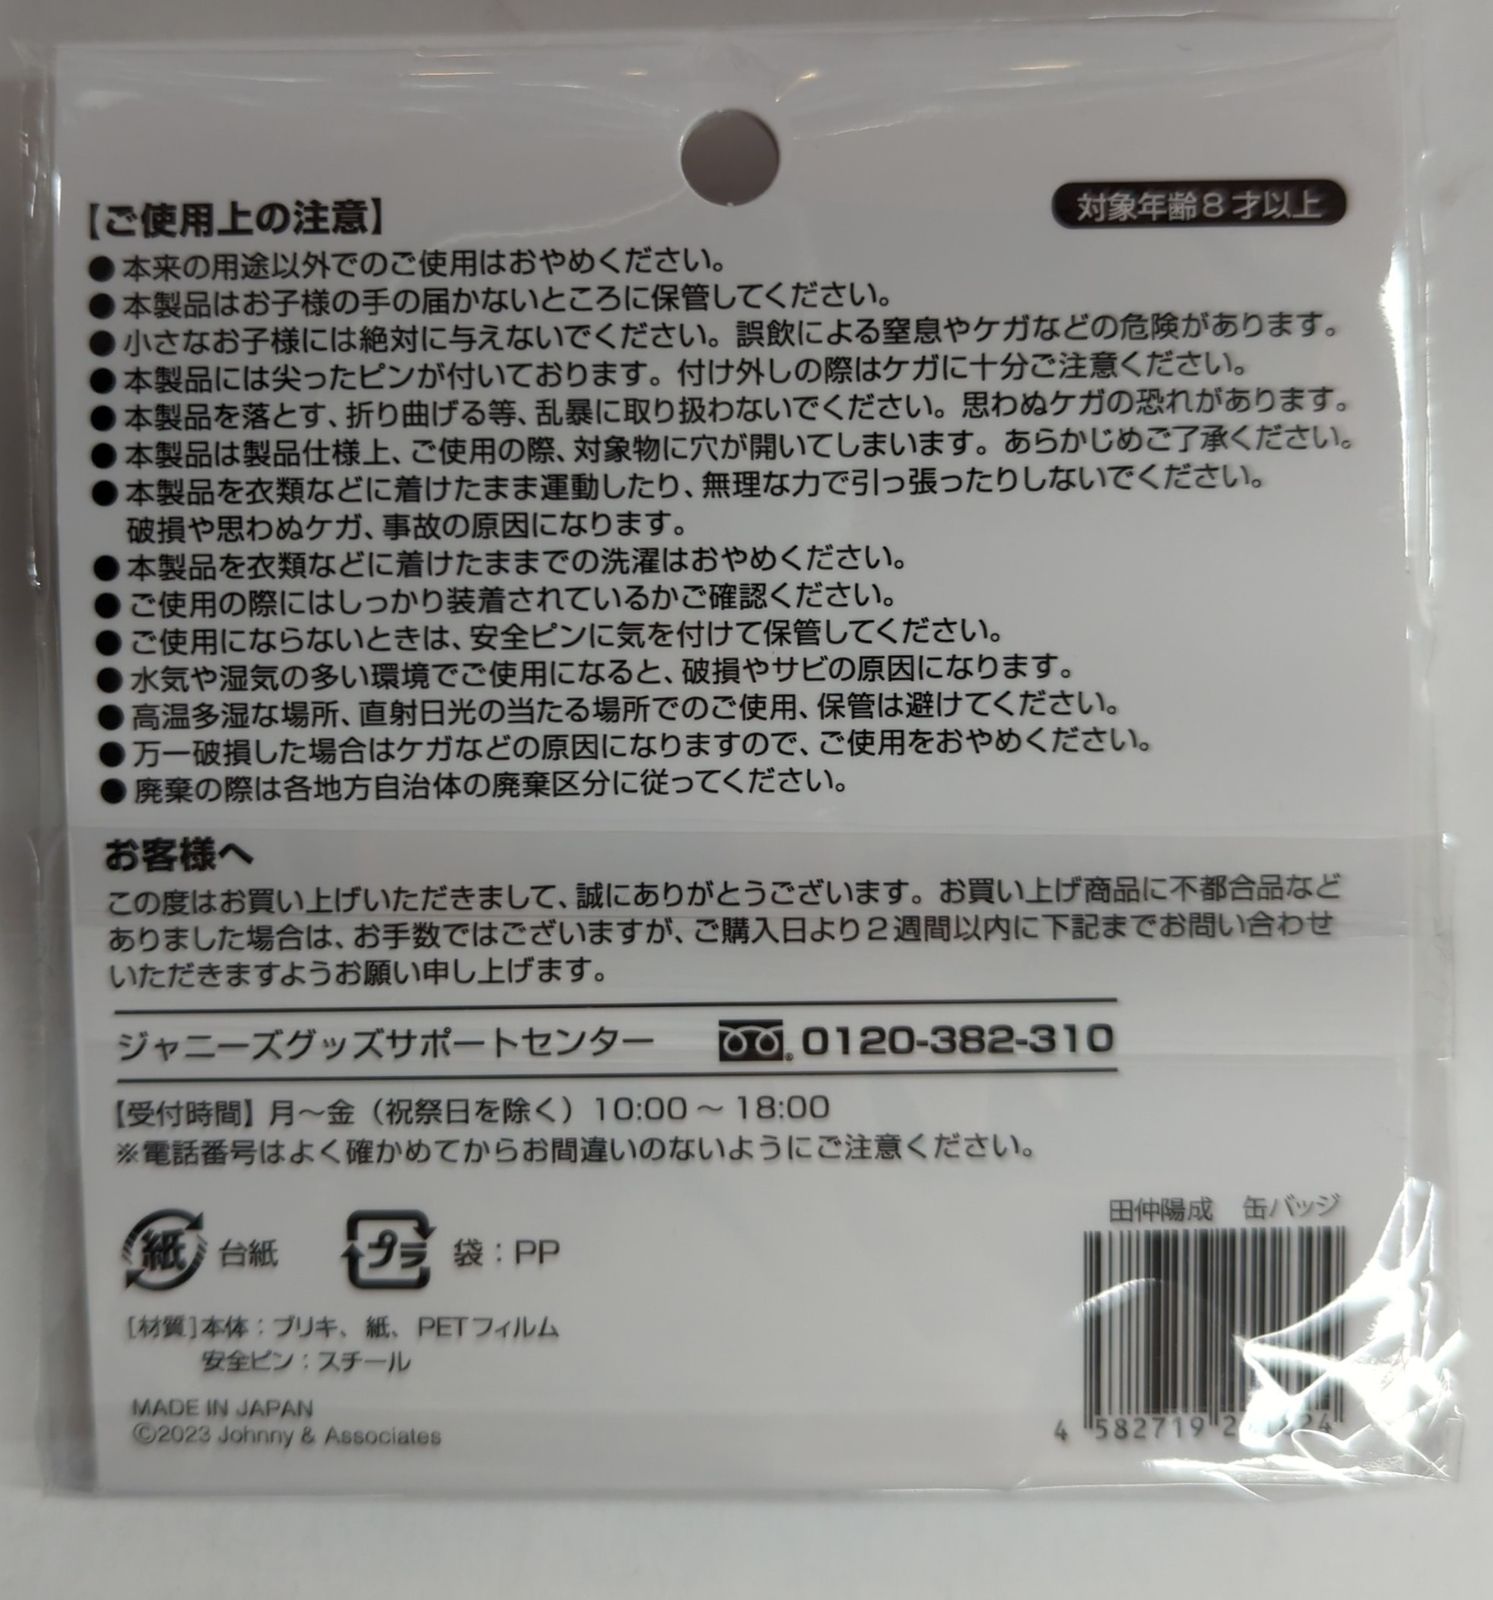 【ご使用上の注意】
対象年齢8才以上
●本来の用途以外でのご使用はおやめください。
●本製品はお子様の手の届かないところに保管してください。
●小さなお子様には絶対に与えないでください。誤飲による窒息やケガなどの危険があります。
●本製品には尖ったピンが付いております。付け外しの際はケガに十分ご注意ください。
●本製品を落とす、折り曲げる等、乱暴に取り扱わないでください。思わぬケガの恐れがあります。
●本製品は製品仕様上、ご使用の際、対象物に穴が開いてしまいます。あらかじめご了承ください。
●本製品を衣類などに着けたまま運動したり、無理な力で引っ張ったりしないでください。
破損や思わぬケガ、事故の原因になります。
●本製品を衣類などに着けたままでの洗濯はおやめください。
●ご使用の際にはしっかり装着されているかご確認ください。
●ご使用にならないときは、安全ピンに気を付けて保管してください。
●水気や湿気の多い環境でご使用になると、破損やサビの原因になります。
●高温多湿な場所、直射日光の当たる場所でのご使用、保管は避けてください。
●万一破損した場合はケガなどの原因になりますので、ご使用をおやめください。
●廃棄の際は各地方自治体の廃棄区分に従ってください。
お客様へ
この度はお買い上げいただきまして、誠にありがとうございます。お買い上げ商品に不都合品など
ありました場合は、お手数ではございますが、ご購入日より2週間以内に下記までお問い合わせ
いただきますようお願い申し上げます。
ジャニーズグッズサポートセンター 0120-382-310
【受付時間】月〜金（祝祭日を除く）10:00 〜 18:00
※電話番号はよく確かめてからお間違いのないようにご注意ください。
田仲陽成 缶バッジ
紙 台紙 プラ 袋：PP
[材質]本体：ブリキ、紙、PETフィルム
安全ピン：スチール
MADE IN JAPAN
©2023 Johnny & Associates
4 582719